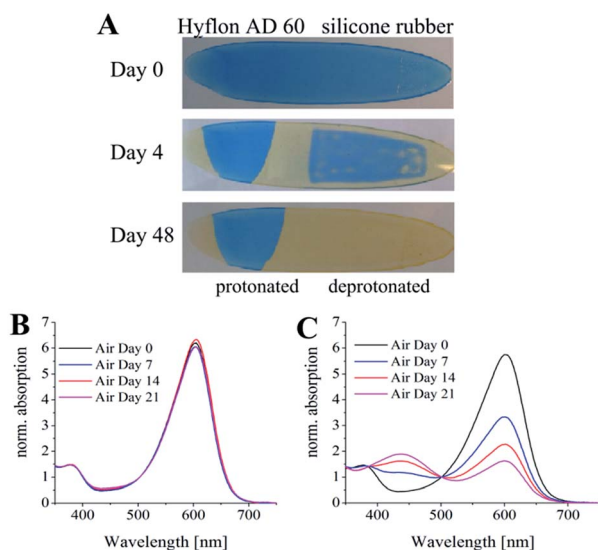 A
Hyflon AD 60 silicone rubber
Day 0
Day 4
Day 48
protonated deprotonated
B
norm. absorption
7
6
5
4
3
2
1
0
Air Day 0
Air Day 7
Air Day 14
Air Day 21
400 500 600 700
Wavelength [nm]
C
norm. absorption
7
6
5
4
3
2
1
0
Air Day 0
Air Day 7
Air Day 14
Air Day 21
400 500 600 700
Wavelength [nm]